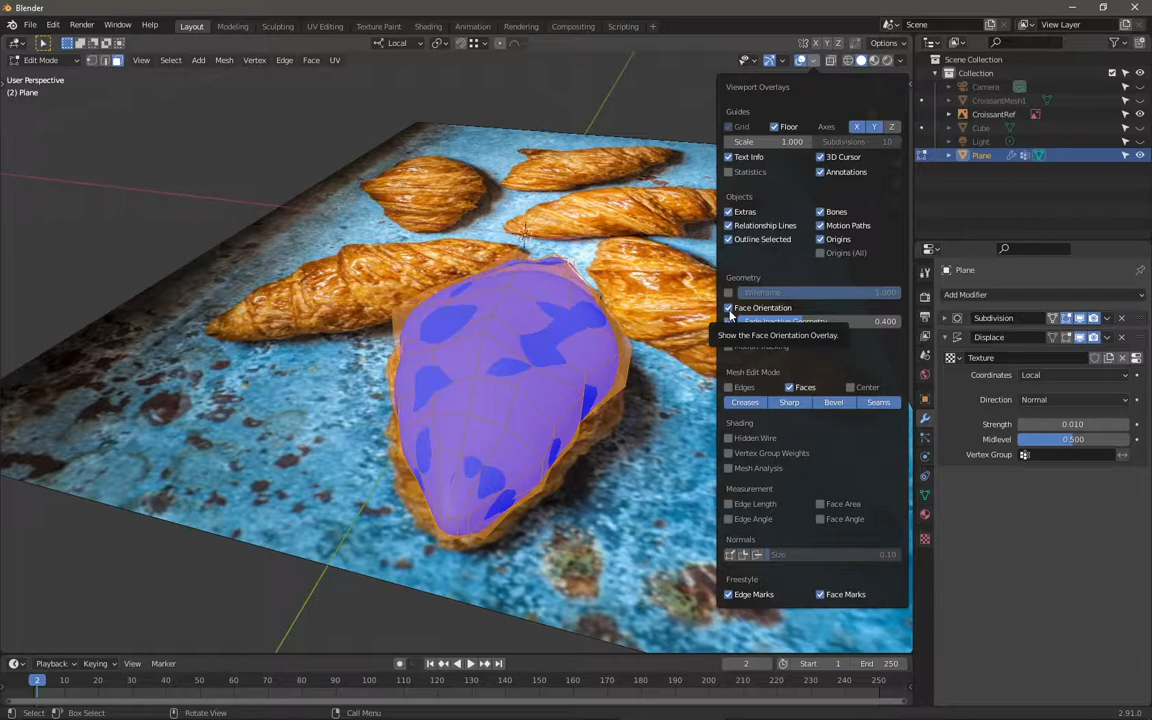 Blender
File Edit Render Window Help
Layout Modeling Sculpting UV Editing Texture Paint Shading Animation Rendering Compositing Scripting +
Scene View Layer
Local X Y Z Options
Edit Mode View Select Add Mesh Vertex Edge Face UV
User Perspective
(2) Plane
Viewport Overlays
Guides
Grid Floor Axes X Y Z
Scale 1.000 Subdivisions 10
Text Info 3D Cursor
Statistics Annotations
Objects
Extras Bones
Relationship Lines Motion Paths
Outline Selected Origins
Origins (All)
Geometry
Wireframe 1.000
Face Orientation
Fade Inactive Geometry 0.400
Show the Face Orientation Overlay.
Motion Tracking
Mesh Edit Mode
Edges Faces Center
Creases Sharp Bevel Seams
Shading
Hidden Wire
Vertex Group Weights
Mesh Analysis
Measurement
Edge Length Face Area
Edge Angle Face Angle
Normals
Size 0.10
Freestyle
Edge Marks Face Marks
Scene Collection
Collection
Camera
CroissantMesh1
CroissantRef
Cube
Light
Plane
Plane
Add Modifier
Subdivision
Displace
Texture
Coordinates Local
Direction Normal
Strength 0.010
Midlevel 0.500
Vertex Group
Playback Keying View Marker 2 Start 1 End 250
2 10 20 30 40 50 60 70 80 90 100 110 120 130 140 150 160 170 180 190 200 210 220 230 240 250
Select Box Select Rotate View Call Menu 2.91.0